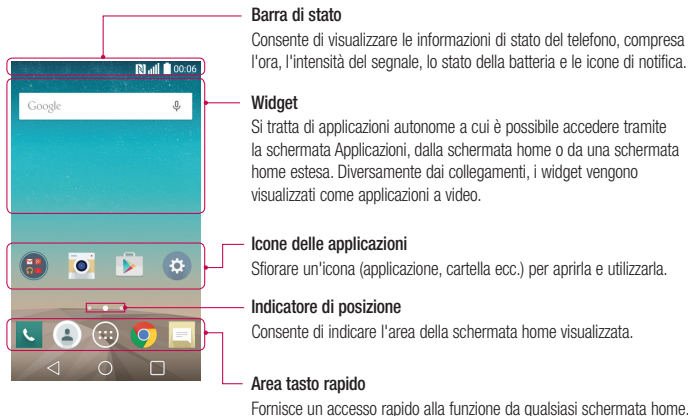 Barra di stato
Consente di visualizzare le informazioni di stato del telefono, compresa
l'ora, l'intensità del segnale, lo stato della batteria e le icone di notifica.
00:06
Google
Widget
Si tratta di applicazioni autonome a cui è possibile accedere tramite
la schermata Applicazioni, dalla schermata home o da una schermata
home estesa. Diversamente dai collegamenti, i widget vengono
visualizzati come applicazioni a video.
Icone delle applicazioni
Sfiorare un'icona (applicazione, cartella ecc.) per aprirla e utilizzarla.
Indicatore di posizione
Consente di indicare l'area della schermata home visualizzata.
Area tasto rapido
Fornisce un accesso rapido alla funzione da qualsiasi schermata home.